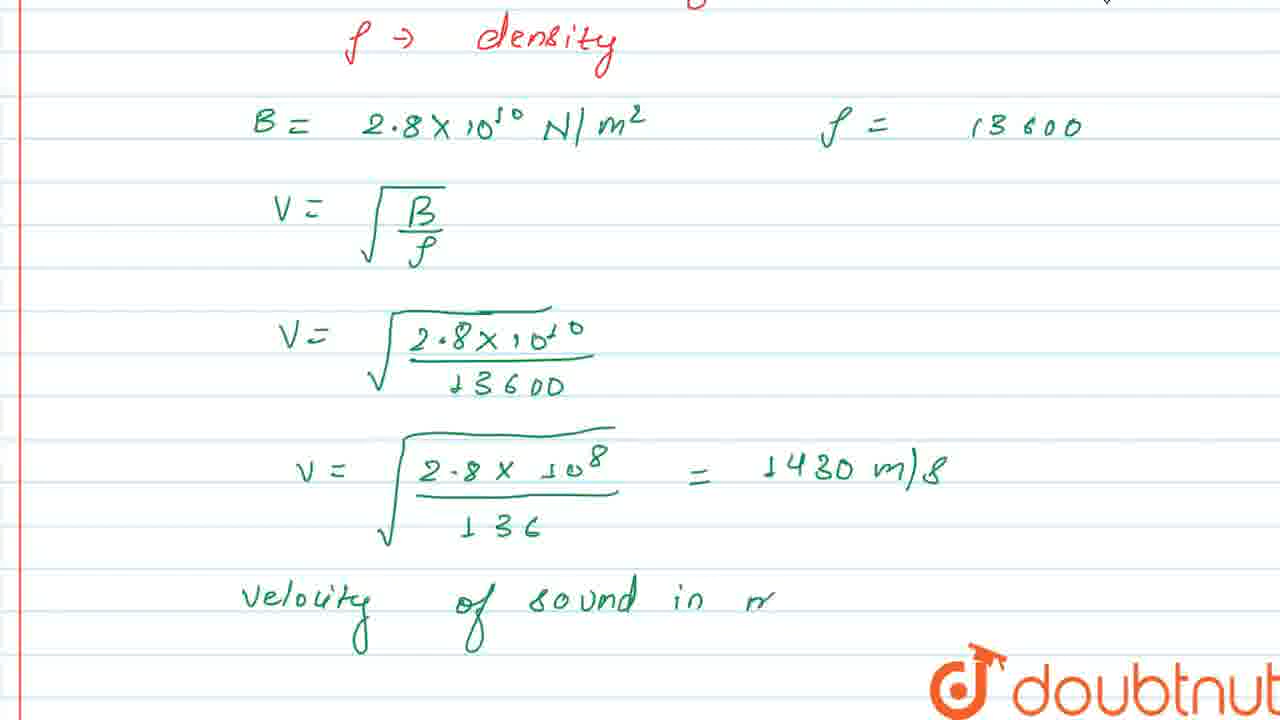 ρ → density
B = 2.8 × 10¹⁰ N/m² ρ = 13600
V = √(B/ρ)
V = √(2.8 × 10¹⁰/13600)
v = √(2.8 × 10⁸/136) = 1430 m/s
velocity of sound in m
doubtnut